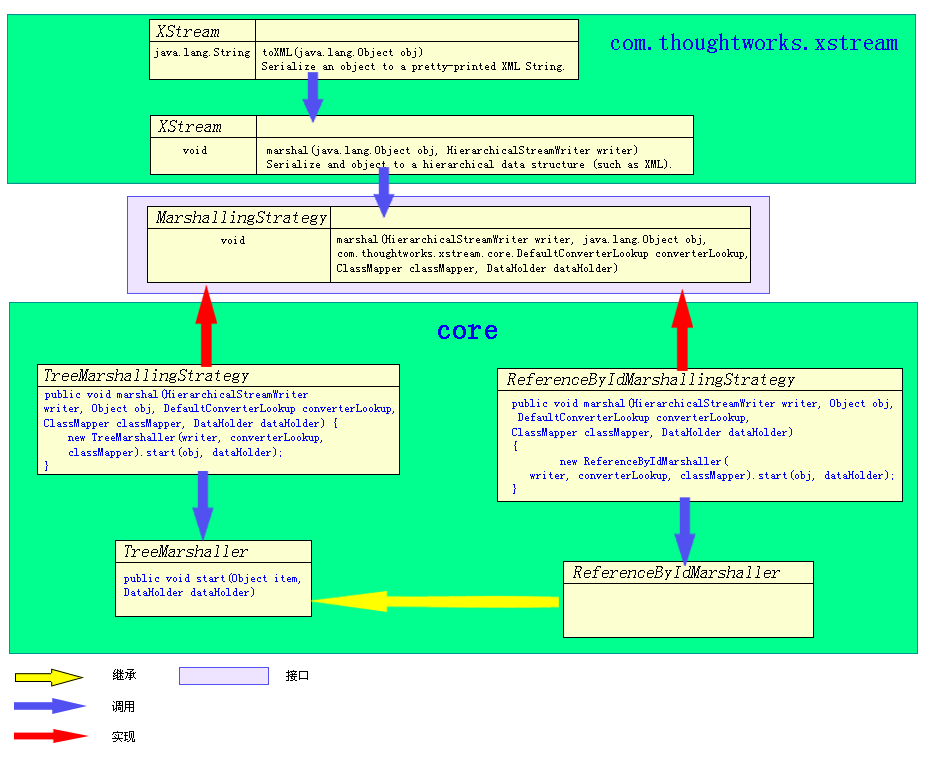 com.thoughtworks.xstream
XStream
java.lang.String
toXML(java.lang.Object obj)
Serialize an object to a pretty-printed XML String.
XStream
void
marshal(java.lang.Object obj, HierarchicalStreamWriter writer)
Serialize and object to a hierarchical data structure (such as XML).
MarshallingStrategy
void
marshal(HierarchicalStreamWriter writer, java.lang.Object obj,
com.thoughtworks.xstream.core.DefaultConverterLookup converterLookup,
ClassMapper classMapper, DataHolder dataHolder)
core
TreeMarshallingStrategy
public void marshal(HierarchicalStreamWriter
writer, Object obj, DefaultConverterLookup converterLookup,
ClassMapper classMapper, DataHolder dataHolder) {
new TreeMarshaller(writer, converterLookup,
classMapper).start(obj, dataHolder);
}
ReferenceByIdMarshallingStrategy
public void marshal(HierarchicalStreamWriter writer, Object obj,
DefaultConverterLookup converterLookup,
ClassMapper classMapper, DataHolder dataHolder)
{
new ReferenceByIdMarshaller(
writer, converterLookup, classMapper).start(obj, dataHolder);
}
TreeMarshaller
public void start(Object item,
DataHolder dataHolder)
ReferenceByIdMarshaller
继承
接口
调用
实现